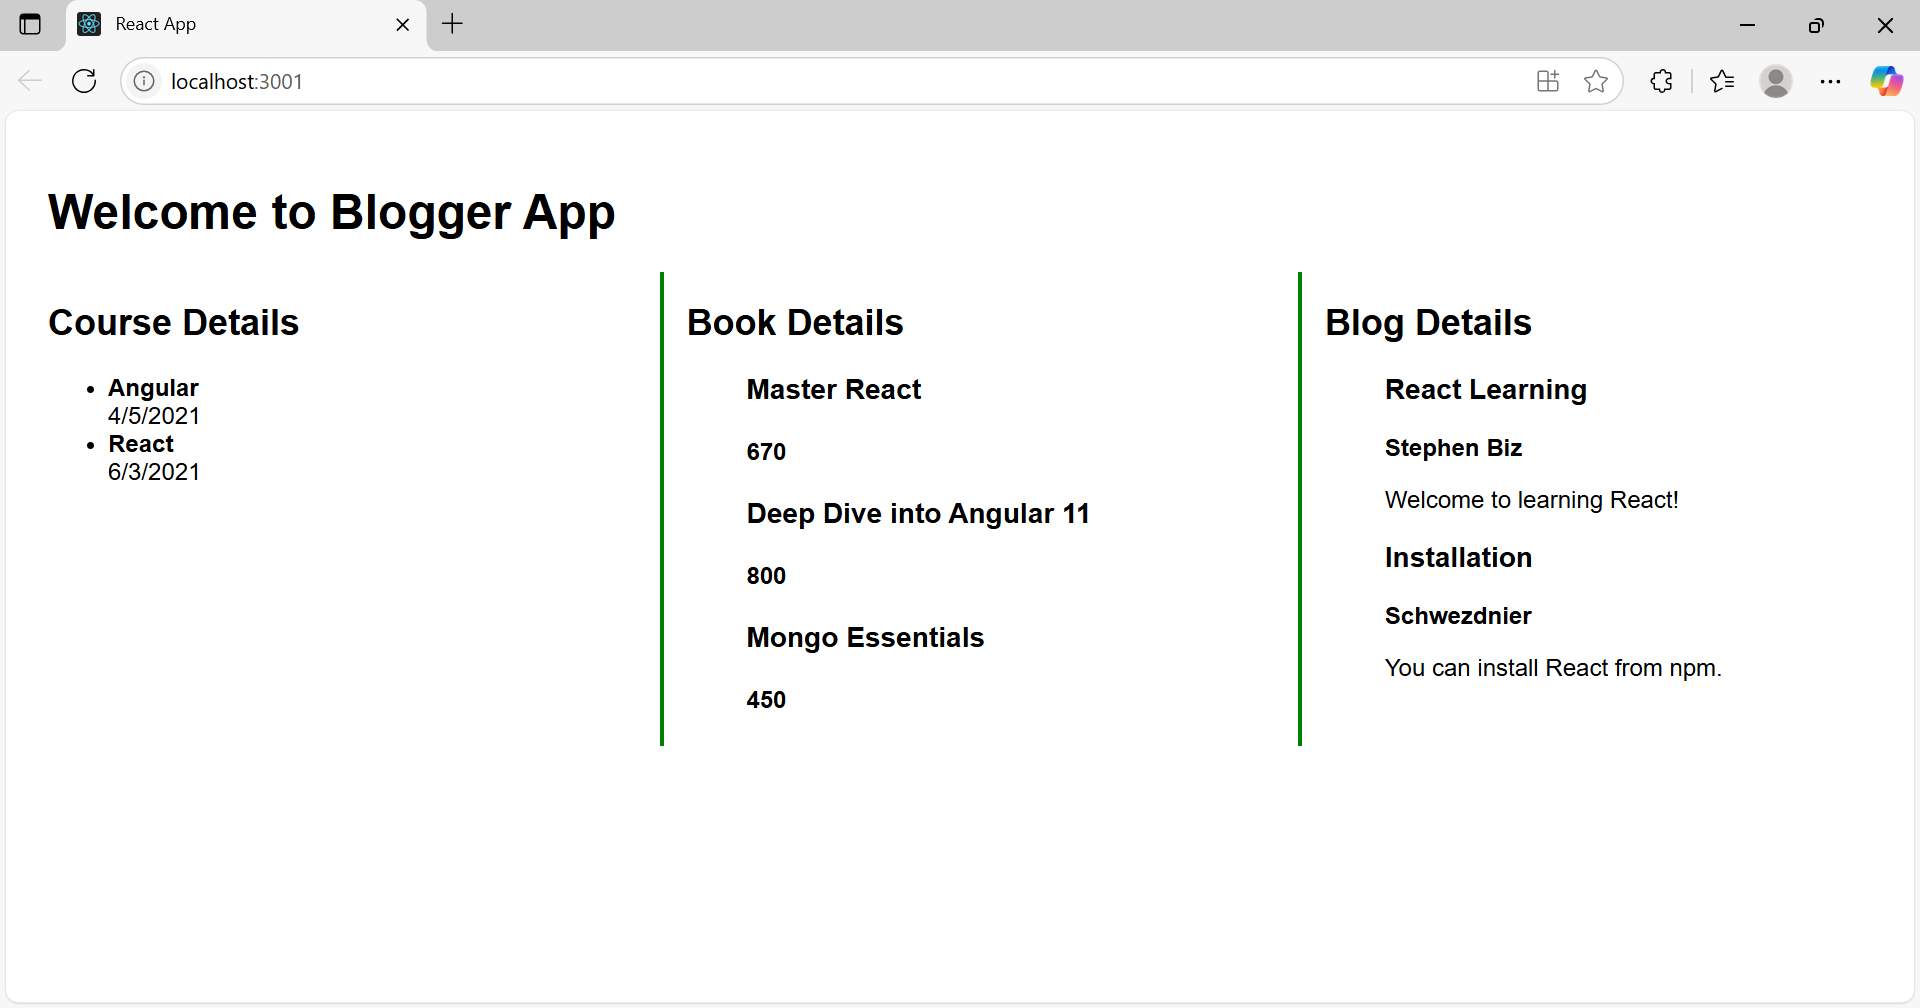 React App
localhost:3001
Welcome to Blogger App
Course Details
Angular
4/5/2021
React
6/3/2021
Book Details
Master React
670
Deep Dive into Angular 11
800
Mongo Essentials
450
Blog Details
React Learning
Stephen Biz
Welcome to learning React!
Installation
Schwezdnier
You can install React from npm.